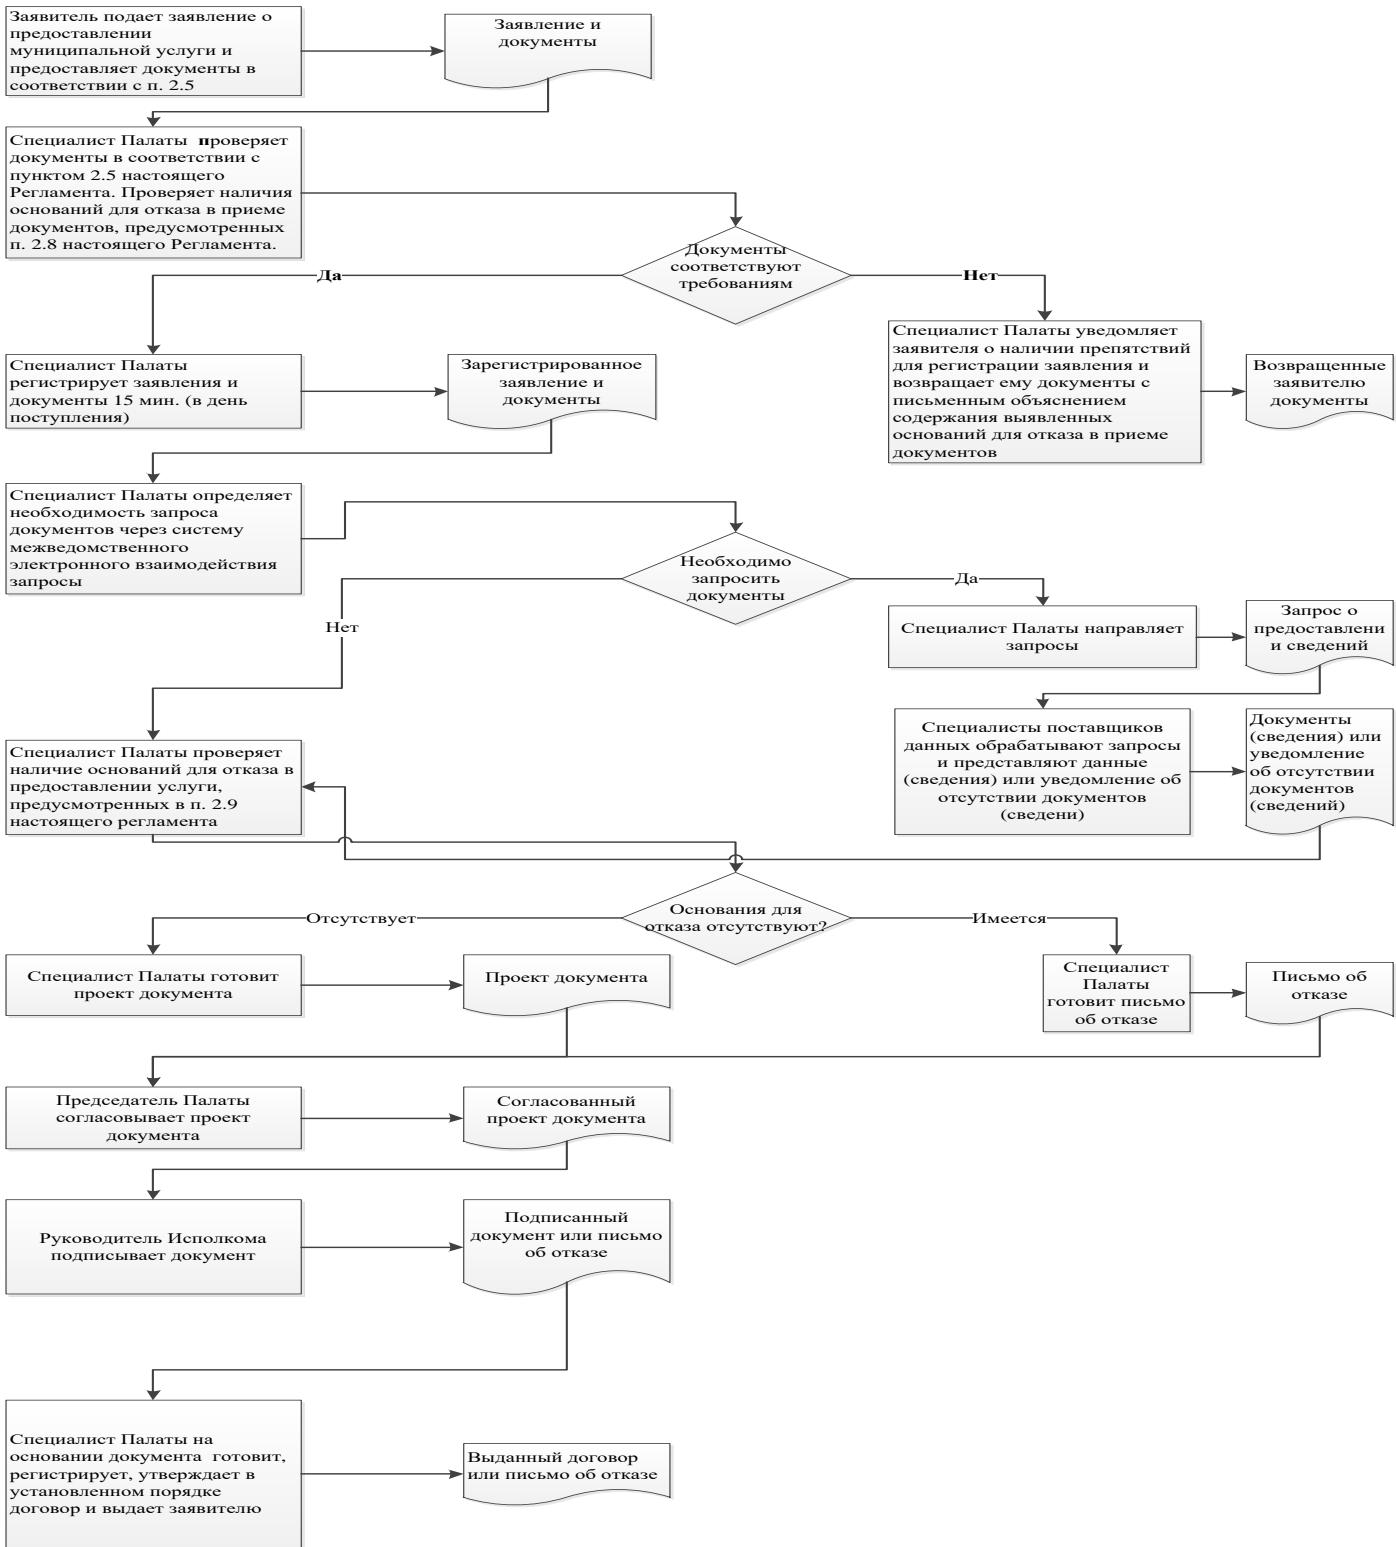 Заявитель подает заявление о
предоставлении
муниципальной услуги и
предоставляет документы в
соответствии с п. 2.5
Заявление и
документы
Специалист Палаты  проверяет
документы в соответствии с
пунктом 2.5 настоящего
Регламента. Проверяет наличия
оснований для отказа в приеме
документов, предусмотренных
п. 2.8 настоящего Регламента.
Документы
соответствуют
требованиям
Да
Нет
Специалист Палаты
регистрирует заявления и
документы 15 мин. (в день
поступления)
Зарегистрированное
заявление и
документы
Специалист Палаты уведомляет
заявителя о наличии препятствий
для регистрации заявления и
возвращает ему документы с
письменным объяснением
содержания выявленных
оснований для отказа в приеме
документов
Возвращенные
заявителю
документы
Специалист Палаты определяет
необходимость запроса
документов через систему
межведомственного
электронного взаимодействия
запросы
Необходимо
запросить
документы
Да
Нет
Специалист Палаты направляет
запросы
Запрос о
предоставлени
и сведений
Специалисты поставщиков
данных обрабатывают запросы
и представляют данные
(сведения) или уведомление об
отсутствии документов
(сведени)
Документы
(сведения) или
уведомление
об отсутствии
документов
(сведений)
Специалист Палаты проверяет
наличие оснований для отказа в
предоставлении услуги,
предусмотренных в п. 2.9
настоящего регламента
Основания для
отказа отсутствуют?
Отсутствует
Имеется
Специалист Палаты готовит
проект документа
Проект документа
Специалист
Палаты
готовит письмо
об отказе
Письмо об
отказе
Председатель Палаты
согласовывает проект
документа
Согласованный
проект документа
Руководитель Исполкома
подписывает документ
Подписанный
документ или письмо
об отказе
Специалист Палаты на
основании документа  готовит,
регистрирует, утверждает в
установленном порядке
договор и выдает заявителю
Выданный договор
или письмо об отказе